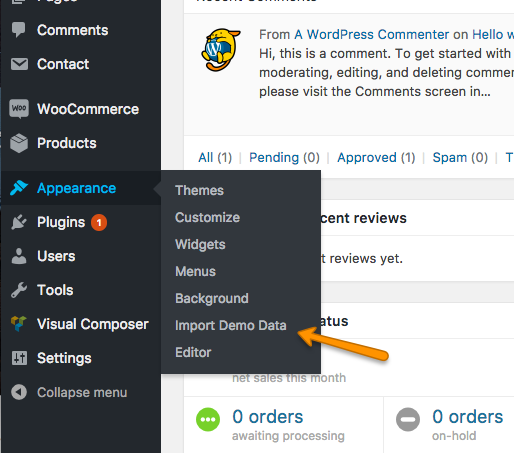 Pages
Comments
Contact
WOO
WooCommerce
Products
Appearance
Plugins 1
Users
Tools
Visual Composer
Settings
Collapse menu
Themes
Customize
Widgets
Menus
Background
Import Demo Data
Editor
Recent Comments
From A WordPress Commenter on Hello w
Hi, this is a comment. To get started with
moderating, editing, and deleting comme
please visit the Comments screen in...
All (1) | Pending (0) | Approved (1) | Spam (0) | T
cent reviews
t reviews yet.
atus
net sales this month
0 orders
awaiting processing
0 orders
on-hold